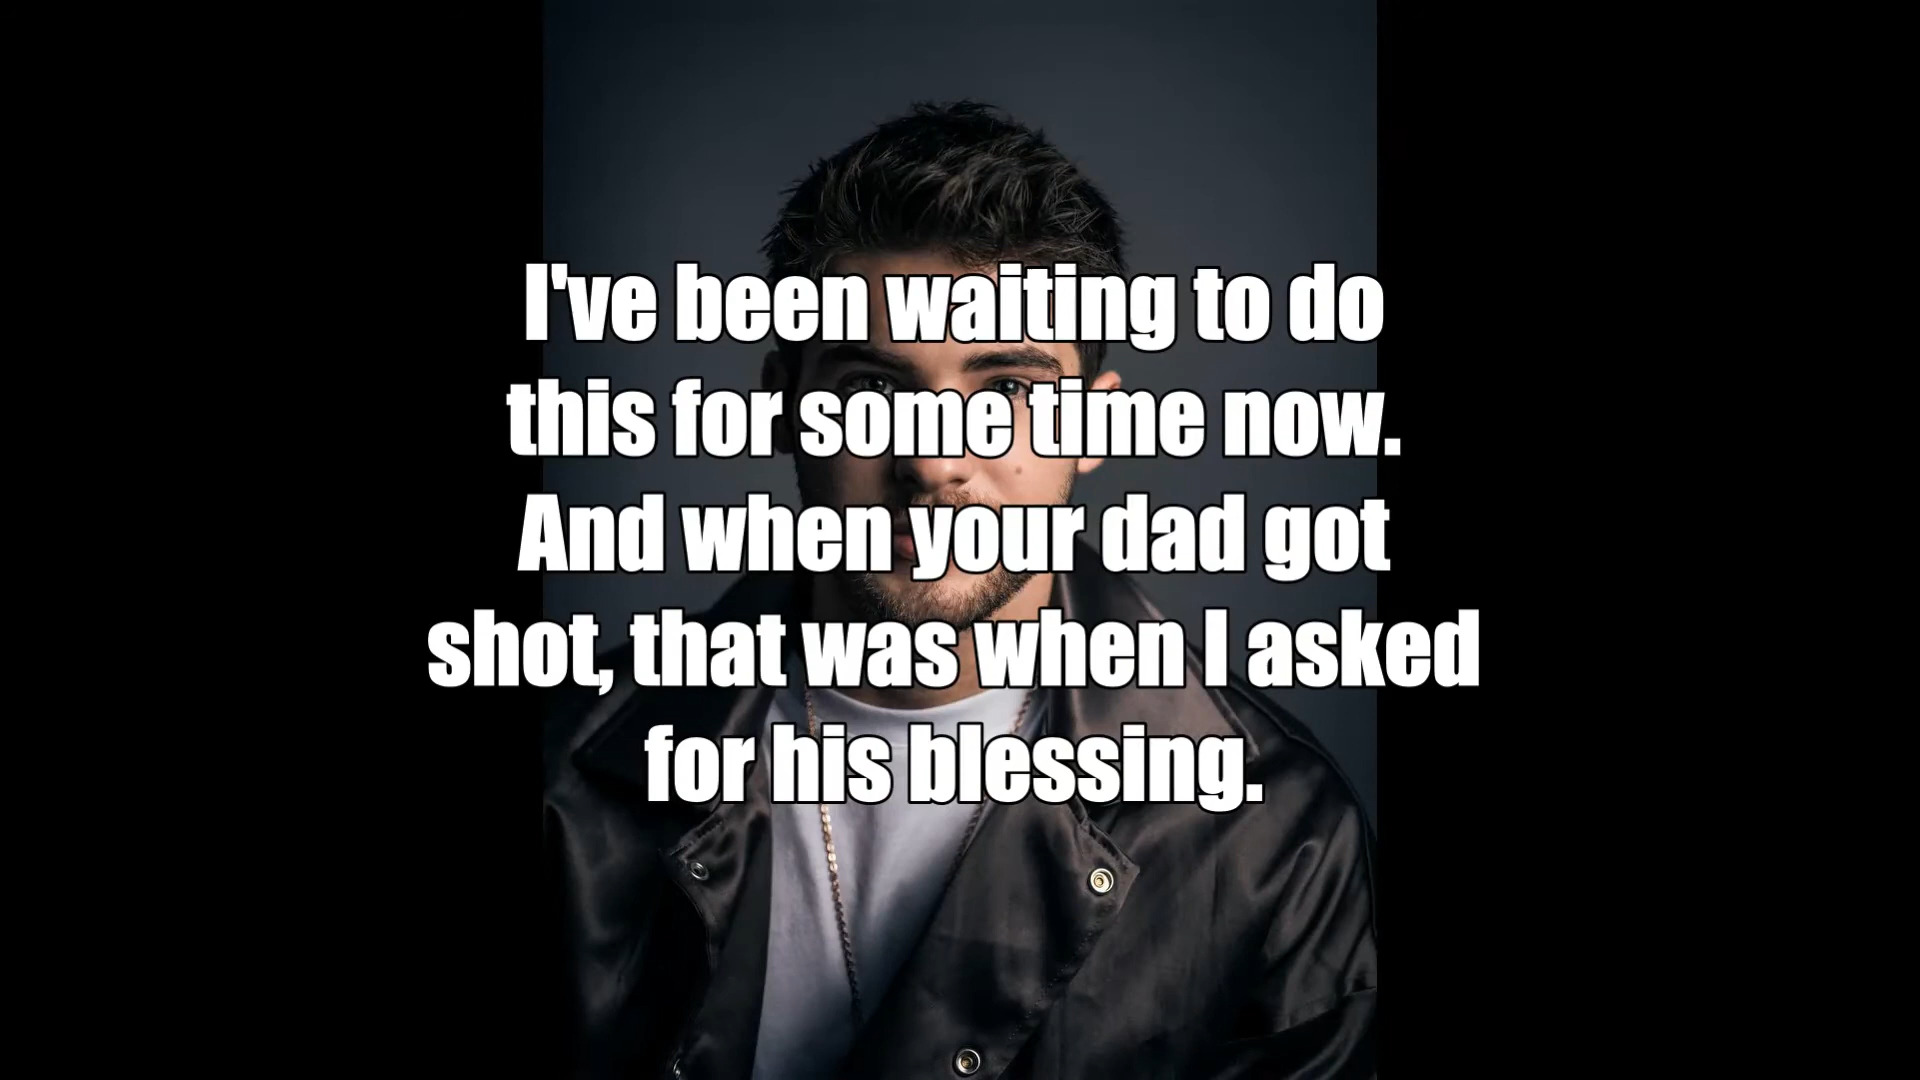 I've been waiting to do
this for some time now.
And when your dad got
shot, that was when I asked
for his blessing.